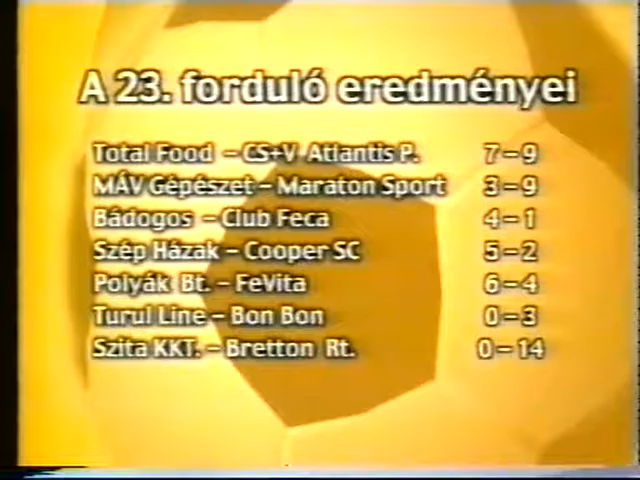 A 23. forduló eredményei
Total Food – CS+V Atlantis P. 7 – 9
MÁV Gépészet – Maraton Sport 3 – 9
Bádogos – Club Feca 4 – 1
Szép Házak – Cooper SC 5 – 2
Polyák Bt. – FeVita 6 – 4
Turul Line – Bon Bon 0 – 3
Szita KKT. – Bretton Rt. 0 – 14